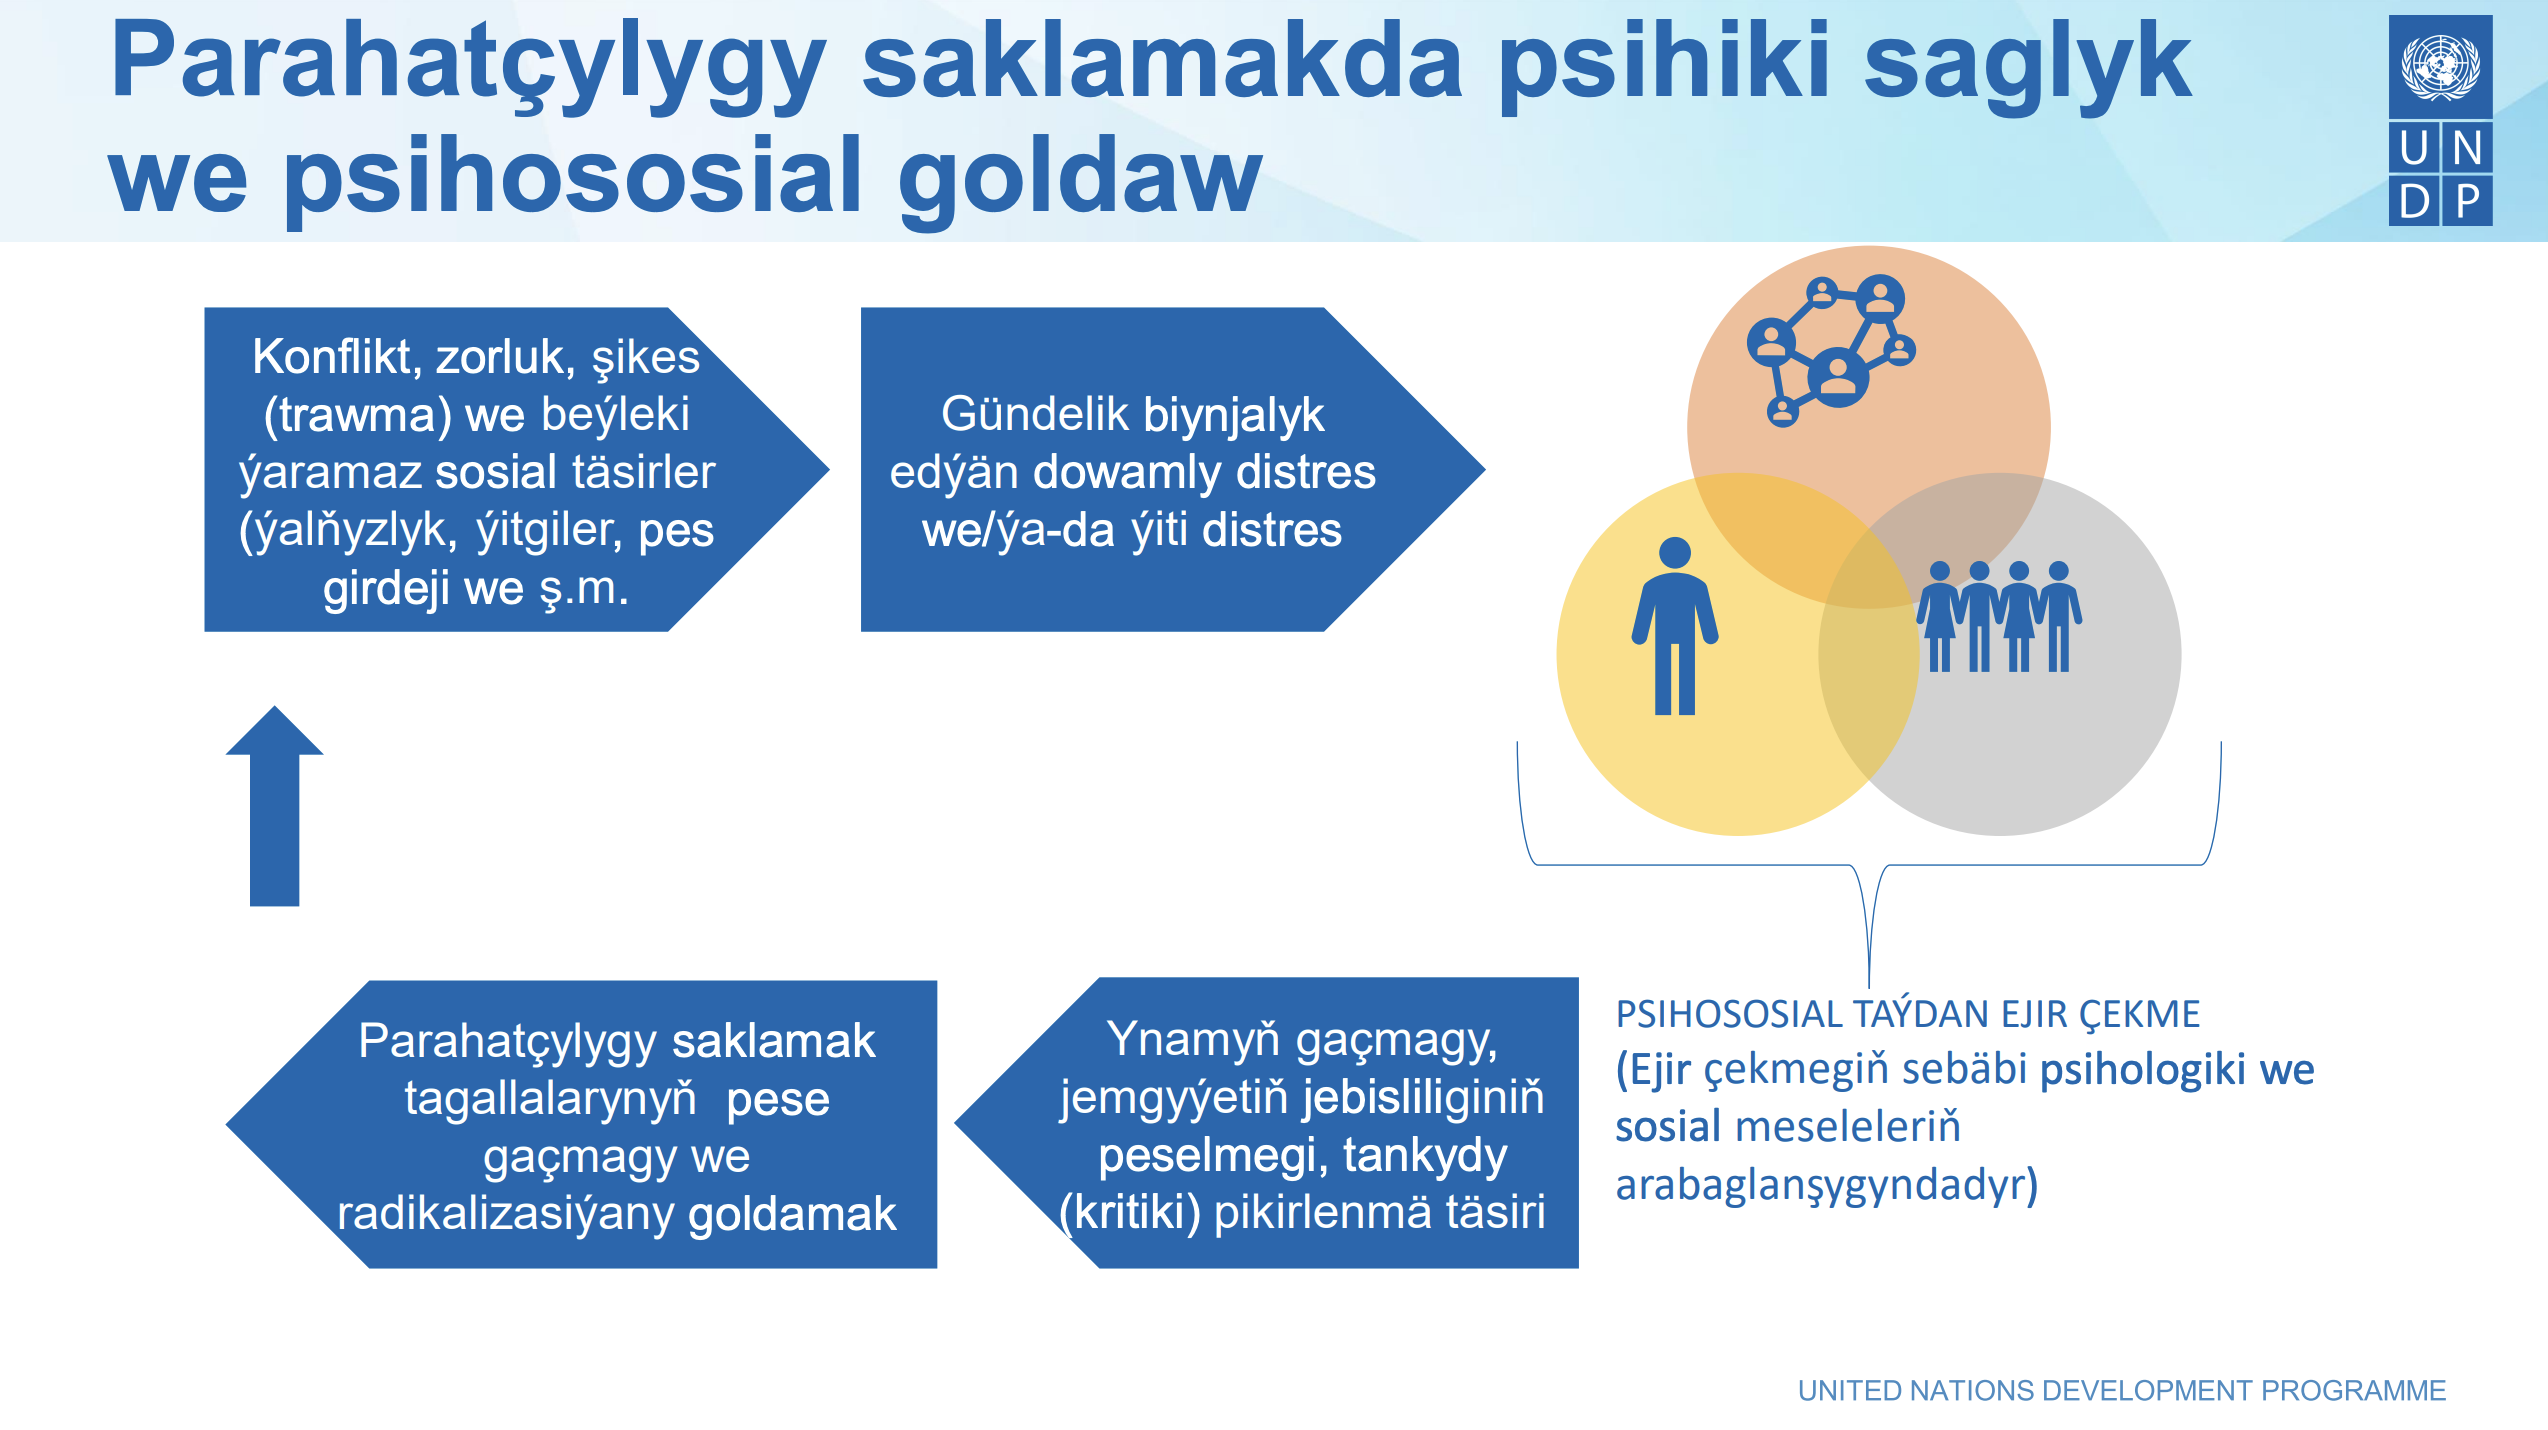 Parahatçylygy saklamakda psihiki saglyk
we psihososial goldaw
U N
D P
Konflikt, zorluk, şikes
(trawma) we beýleki
ýaramaz sosial täsirler
(ýalňyzlyk, ýitgiler, pes
girdeji we ş.m.
Gündelik biynjalyk
edýän dowamly distres
we/ýa-da ýiti distres
PSIHOSOSIAL TAÝDAN EJIR ÇEKME
(Ejir çekmegiň sebäbi psihologiki we
sosial meseleleriň
arabaglanşygyndadyr)
Ynamyň gaçmagy,
jemgyýetiň jebisliliginiň
peselmegi, tankydy
(kritiki) pikirlenmä täsiri
Parahatçylygy saklamak
tagallalarynyň  pese
gaçmagy we
radikalizasiýany goldamak
UNITED NATIONS DEVELOPMENT PROGRAMME